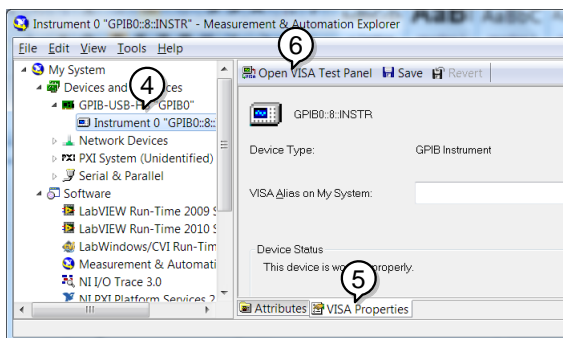 Instrument 0 "GPIB0::8::INSTR" - Measurement & Automation Explorer
File Edit View Tools Help
6
My System
4
Devices and
GPIB-USB-H "GPIB0"
Instrument 0 "GPIB0::8::
Network Devices
PXI System (Unidentified)
Serial & Parallel
Software
LabVIEW Run-Time 2009 S
LabVIEW Run-Time 2010 S
LabWindows/CVI Run-Tim
Measurement & Automati
NI I/O Trace 3.0
NI PXI Platform Services 2
Open VISA Test Panel Save Revert
GPIB0::8::INSTR
Device Type: GPIB Instrument
VISA Alias on My System:
Device Status
This device is working properly.
5
Attributes VISA Properties